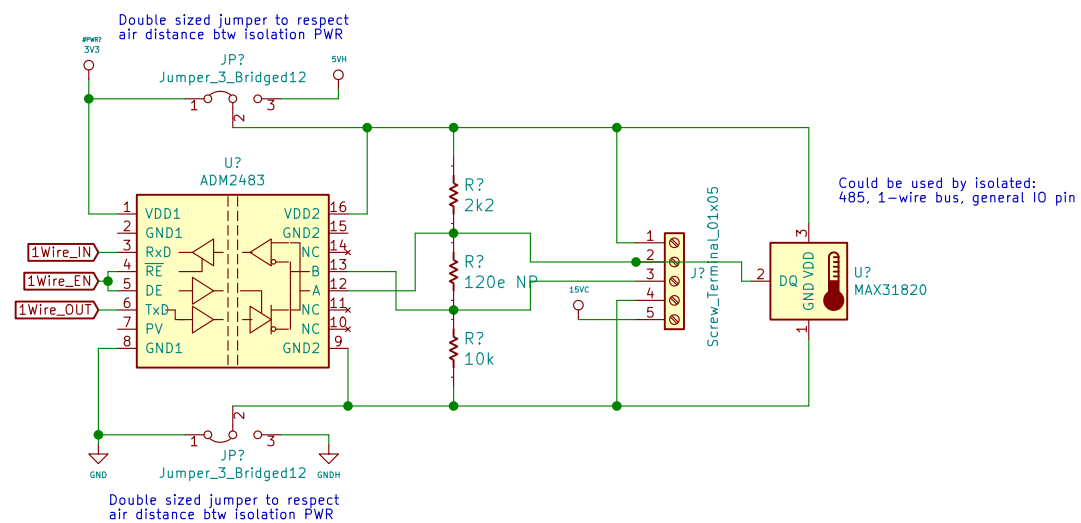 Double sized jumper to respect
air distance btw isolation PWR
#PWR?
3V3
JP?
Jumper_3_Bridged12
5VH
1
2
3
U?
ADM2483
1 VDD1
2 GND1
3 RxD
4 RE
5 DE
6 TxD
7 PV
8 GND1
VDD2 16
GND2 15
NC 14
B 13
A 12
NC 11
NC 10
GND2 9
1Wire_IN
1Wire_EN
1Wire_OUT
R?
2k2
R?
120e NP
R?
10k
15VC
1
2
3
4
5
J?
Screw_Terminal_01x05
Could be used by isolated:
485, 1-wire bus, general IO pin
3
2
1
DQ
VDD
GND
U?
MAX31820
1
2
3
JP?
Jumper_3_Bridged12
GND
GNDH
Double sized jumper to respect
air distance btw isolation PWR